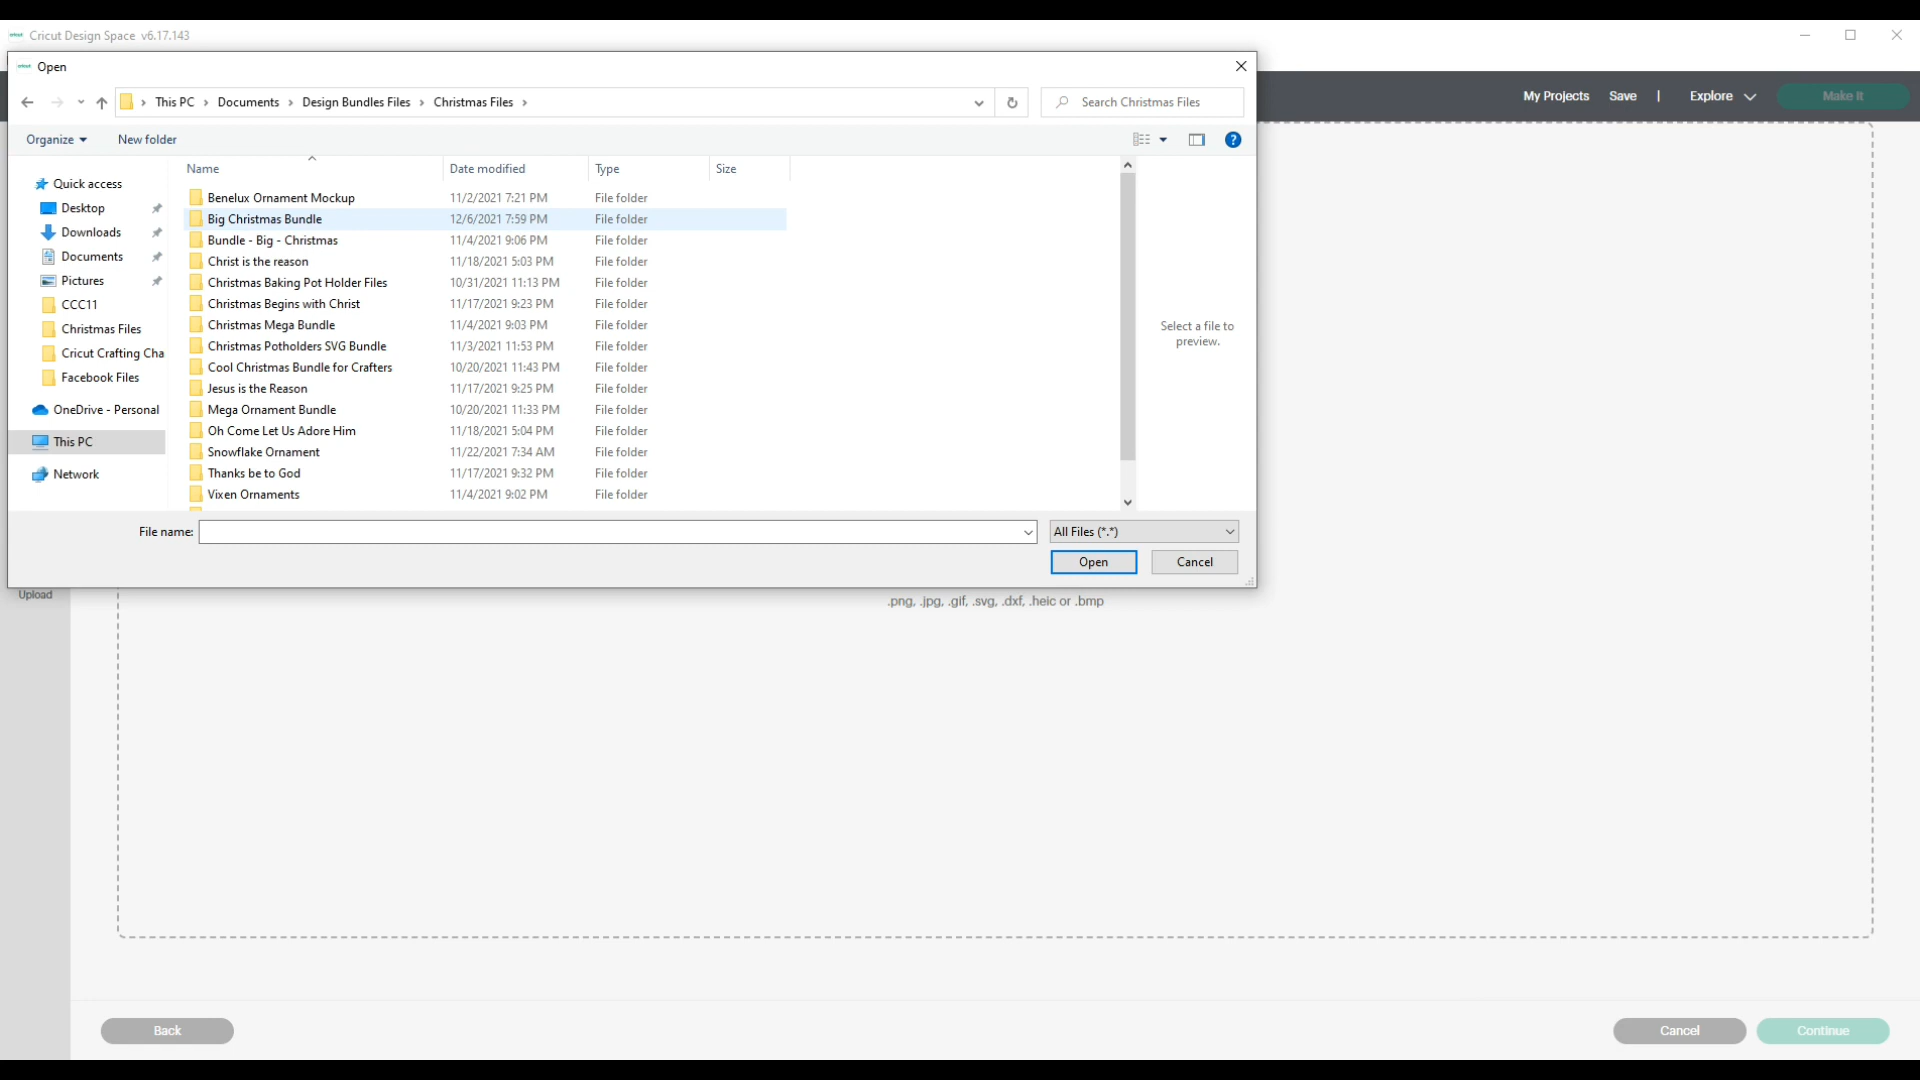 cricut Cricut Design Space v6.17.143
cricut Open
This PC Documents Design Bundles Files Christmas Files
Search Christmas Files
My Projects Save | Explore Make It
Organize New folder
?
Name Date modified Type Size
Quick access
Desktop
Downloads
Documents
Pictures
CCC11
Christmas Files
Cricut Crafting Cha
Facebook Files
OneDrive - Personal
This PC
Network
Benelux Ornament Mockup 11/2/2021 7:21 PM File folder
Big Christmas Bundle 12/6/2021 7:59 PM File folder
Bundle - Big - Christmas 11/4/2021 9:06 PM File folder
Christ is the reason 11/18/2021 5:03 PM File folder
Christmas Baking Pot Holder Files 10/31/2021 11:13 PM File folder
Christmas Begins with Christ 11/17/2021 9:23 PM File folder
Christmas Mega Bundle 11/4/2021 9:03 PM File folder
Christmas Potholders SVG Bundle 11/3/2021 11:53 PM File folder
Cool Christmas Bundle for Crafters 10/20/2021 11:43 PM File folder
Jesus is the Reason 11/17/2021 9:25 PM File folder
Mega Ornament Bundle 10/20/2021 11:33 PM File folder
Oh Come Let Us Adore Him 11/18/2021 5:04 PM File folder
Snowflake Ornament 11/22/2021 7:34 AM File folder
Thanks be to God 11/17/2021 9:32 PM File folder
Vixen Ornaments 11/4/2021 9:02 PM File folder
Select a file to
preview.
File name: All Files (*.*)
Open Cancel
Upload
.png, .jpg, .gif, .svg, .dxf, .heic or .bmp
Back Cancel Continue